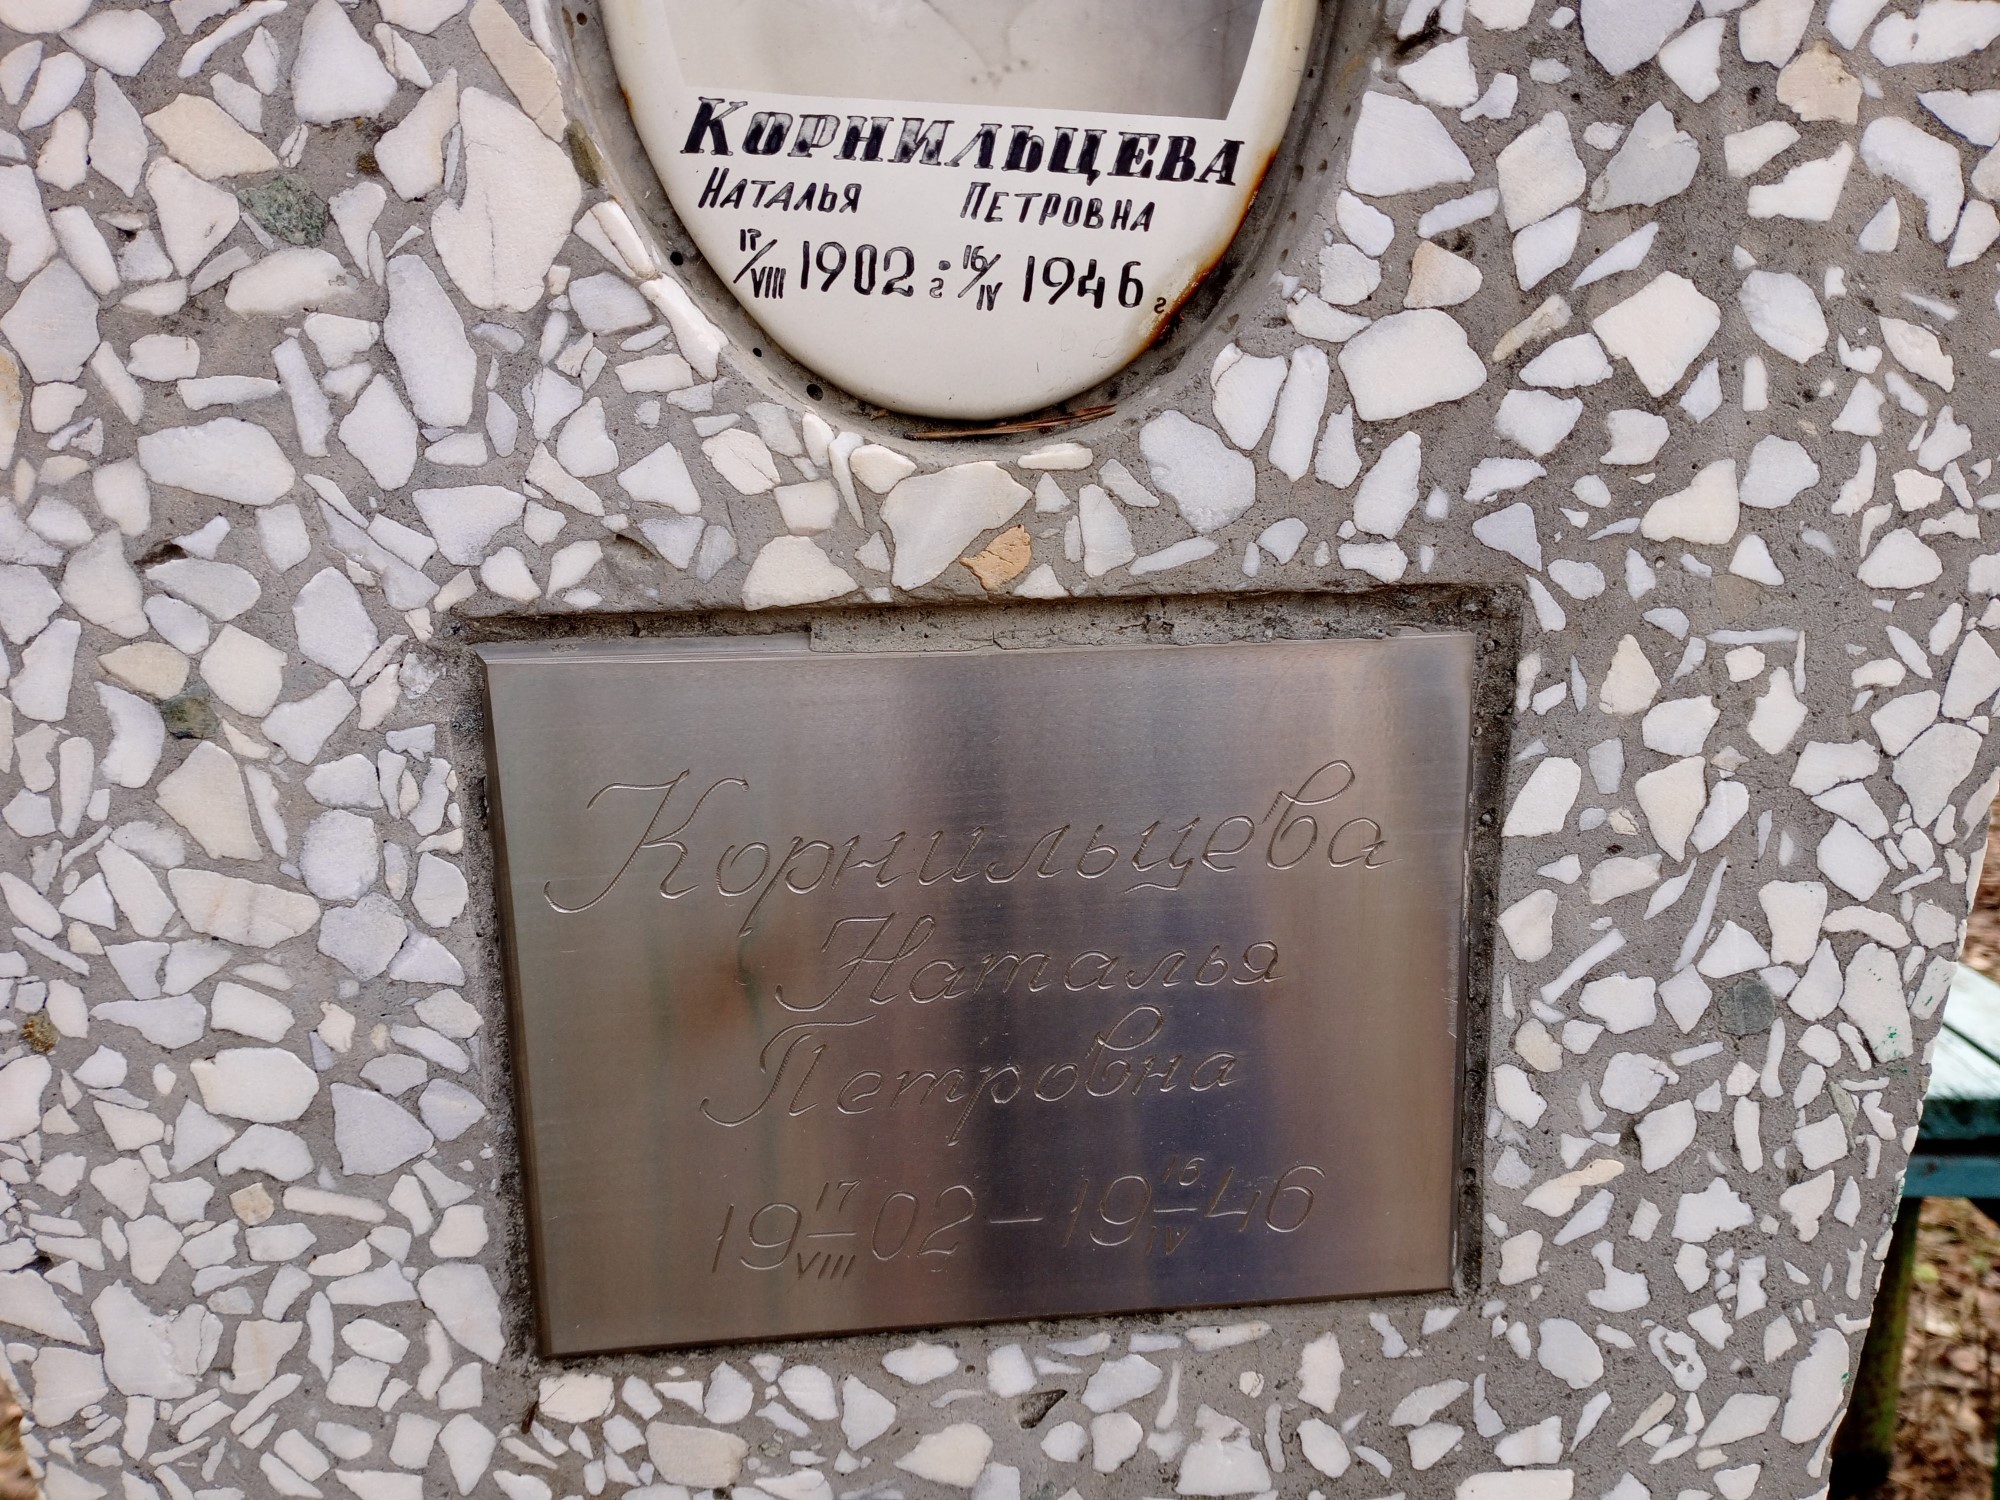 КОРНИЛЬЦЕВА
НАТАЛЬЯ ПЕТРОВНА
17/VIII 1902 г. 16/IV 1946 г
Корнильцева
Наталья
Петровна
19 17/VIII 02 – 19 16/IV 46